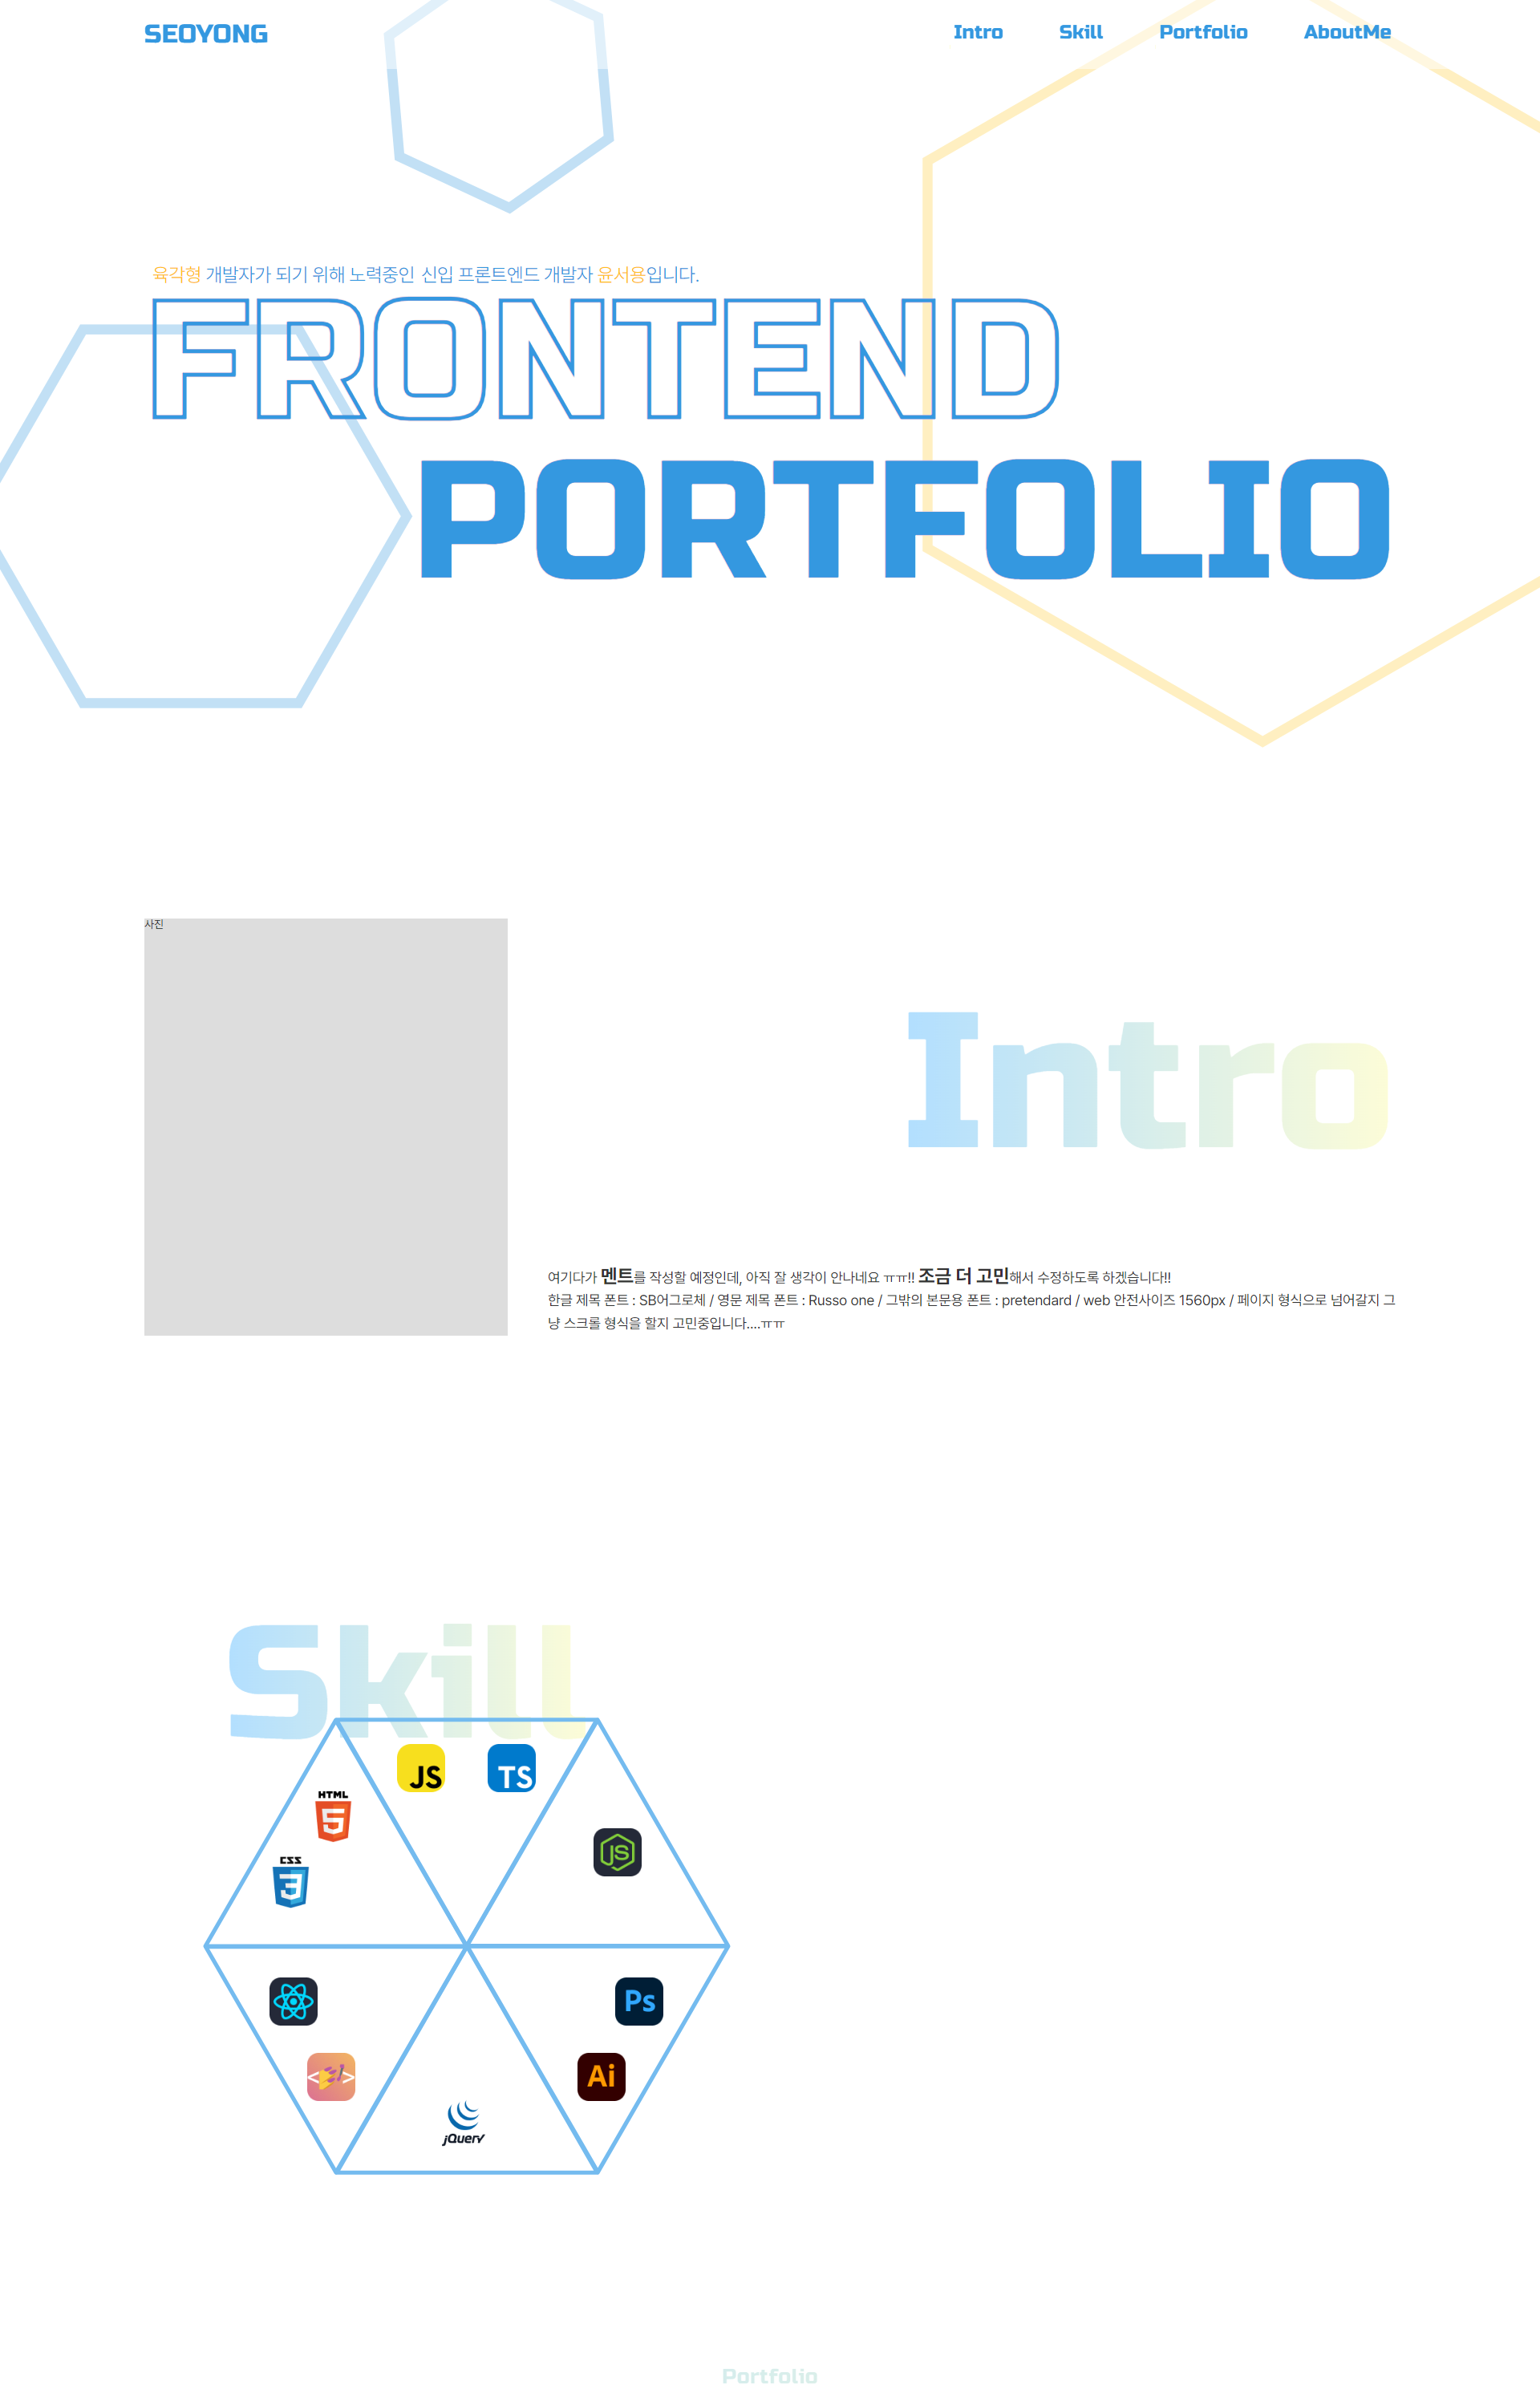 SEOYONG
Intro
Skill
Portfolio
AboutMe
육각형 개발자가 되기 위해 노력중인 신입 프론트엔드 개발자 윤서용입니다.
FRONTEND
PORTFOLIO
사진
Intro
여기다가 멘트를 작성할 예정인데, 아직 잘 생각이 안나네요 ㅠㅠ!! 조금 더 고민해서 수정하도록 하겠습니다!!
한글 제목 폰트 : SB어그로체 / 영문 제목 폰트 : Russo one / 그밖의 본문용 폰트 : pretendard / web 안전사이즈 1560px / 페이지 형식으로 넘어갈지 그
냥 스크롤 형식을 할지 고민중입니다....ㅠㅠ
Skill
JS
TS
HTML
5
JS
CSS
3
Ps
Ai
jQuery
Portfolio